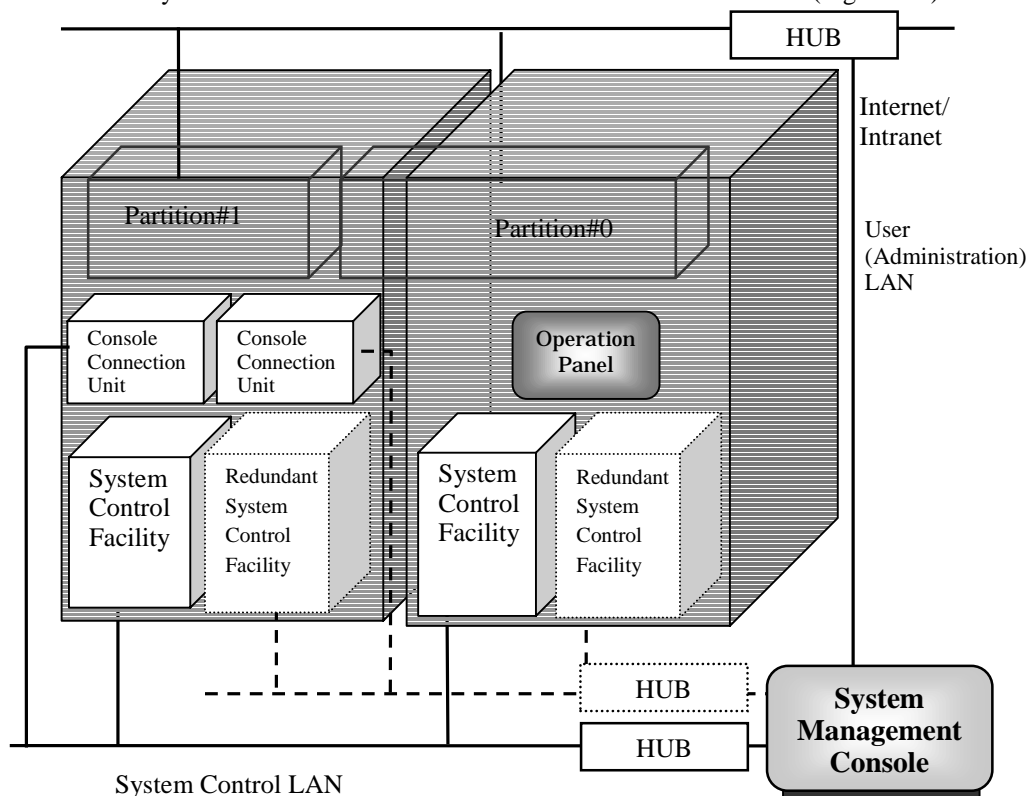 HUB
Internet/
Intranet
Partition#1
Partition#0
User
(Administration)
LAN
Console
Connection
Unit
Console
Connection
Unit
Operation
Panel
System
Control
Facility
Redundant
System
Control
Facility
System
Control
Facility
Redundant
System
Control
Facility
HUB
HUB
System
Management
Console
System Control LAN